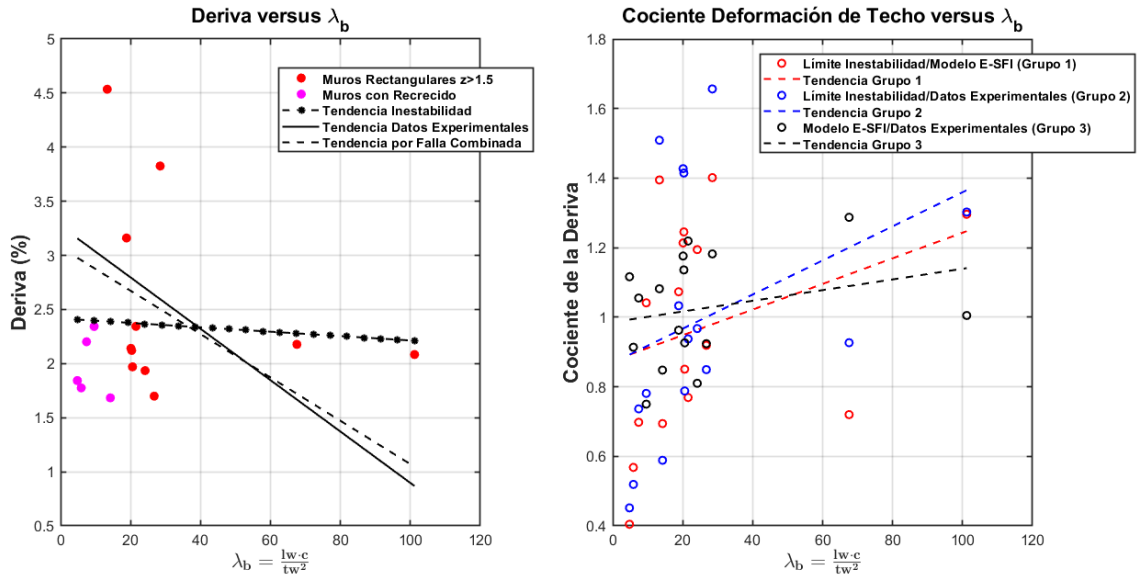 Deriva versus λb
Deriva (%)
5
4.5
4
3.5
3
2.5
2
1.5
1
0.5
0
20
40
60
80
100
120
λb = lw·c/tw²
Muros Rectangulares z>1.5
Muros con Recrecido
Tendencia Inestabilidad
Tendencia Datos Experimentales
Tendencia por Falla Combinada
Cociente Deformación de Techo versus λb
Cociente de la Deriva
1.8
1.6
1.4
1.2
1
0.8
0.6
0.4
0
20
40
60
80
100
120
λb = lw·c/tw²
Límite Inestabilidad/Modelo E-SFI (Grupo 1)
Tendencia Grupo 1
Límite Inestabilidad/Datos Experimentales (Grupo 2)
Tendencia Grupo 2
Modelo E-SFI/Datos Experimentales (Grupo 3)
Tendencia Grupo 3